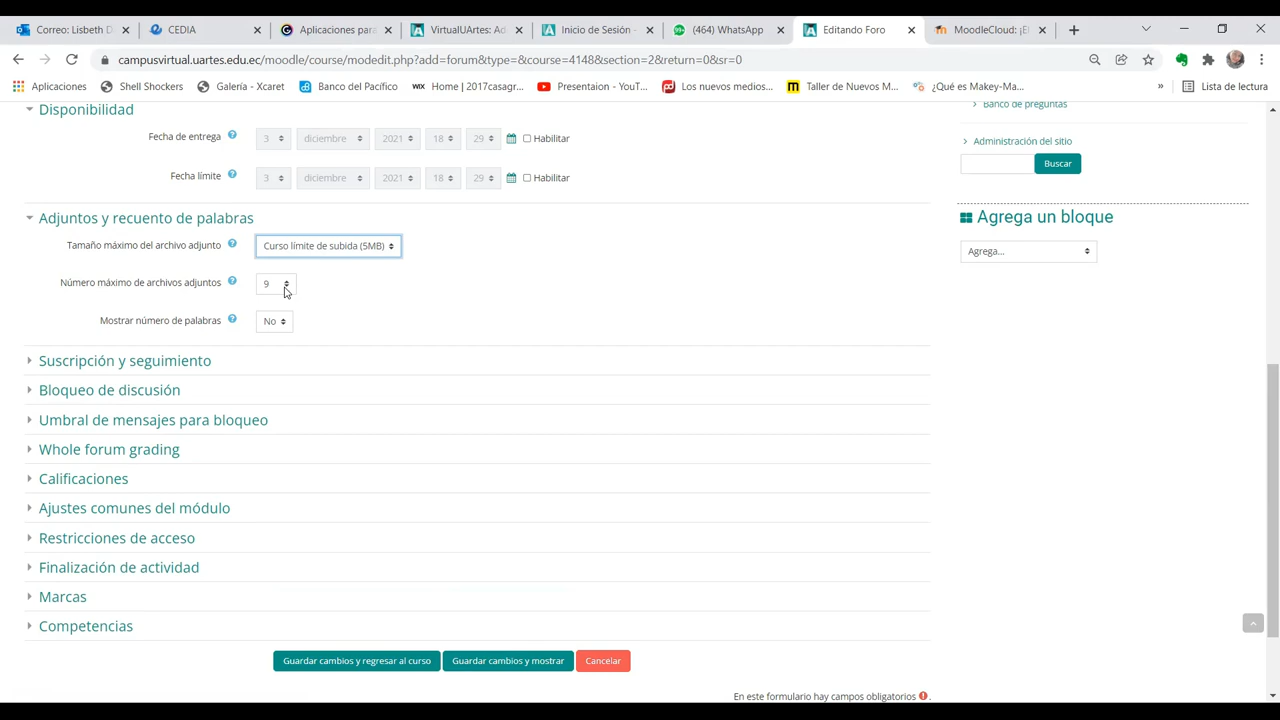 Correo: Lisbeth D
CEDIA
Aplicaciones para
VirtualUArtes: Ad
Inicio de Sesión -
(464) WhatsApp
Editando Foro
MoodleCloud: ¡Et
campusvirtual.uartes.edu.ec/moodle/course/modedit.php?add=forum&type=&course=4148&section=2&return=0&sr=0
Aplicaciones
Shell Shockers
Galería - Xcaret
Banco del Pacífico
WIX Home | 2017casagr...
Presentaion - YouT...
Los nuevos medios...
Taller de Nuevos M...
¿Qué es Makey-Ma...
»
Lista de lectura
Disponibilidad
Fecha de entrega 3 diciembre 2021 18 29 Habilitar
Fecha límite 3 diciembre 2021 18 29 Habilitar
Adjuntos y recuento de palabras
Tamaño máximo del archivo adjunto Curso límite de subida (5MB)
Número máximo de archivos adjuntos 9
Mostrar número de palabras No
Suscripción y seguimiento
Bloqueo de discusión
Umbral de mensajes para bloqueo
Whole forum grading
Calificaciones
Ajustes comunes del módulo
Restricciones de acceso
Finalización de actividad
Marcas
Competencias
Guardar cambios y regresar al curso
Guardar cambios y mostrar
Cancelar
En este formulario hay campos obligatorios
Banco de preguntas
Administración del sitio
Buscar
Agrega un bloque
Agrega...